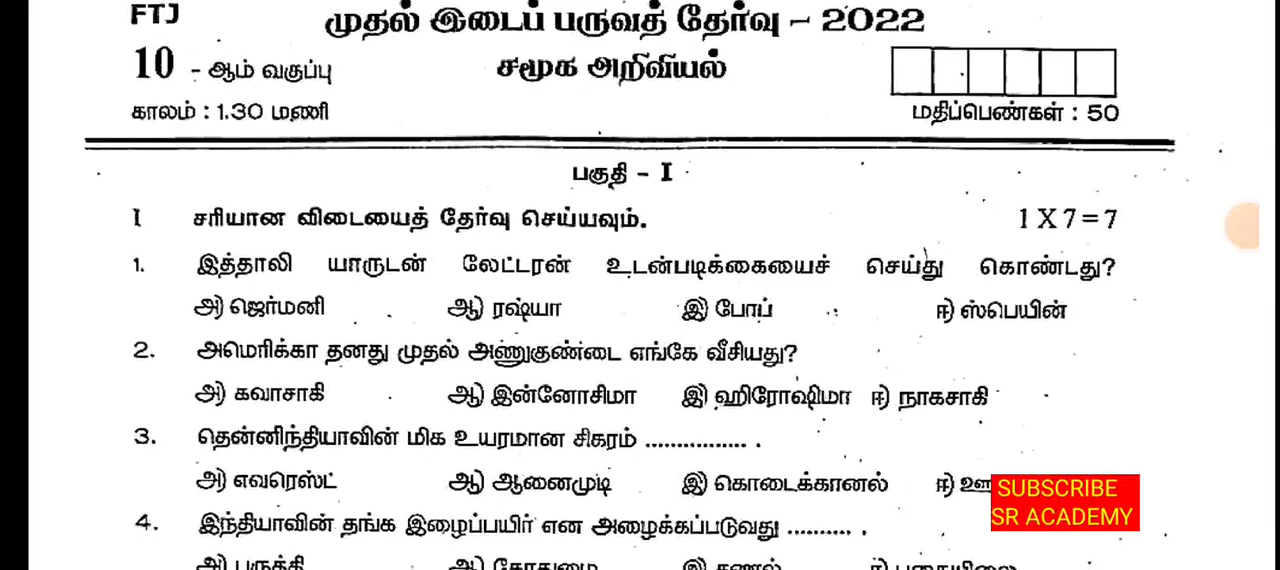 FTJ
முதல் இடைப் பருவத் தேர்வு – 2022
10 - ஆம் வகுப்பு
சமூக அறிவியல்
காலம் : 1.30 மணி
மதிப்பெண்கள் : 50
பகுதி – I
I சரியான விடையைத் தேர்வு செய்யவும். 1 X 7 = 7
1. இத்தாலி யாருடன் லேட்டரன் உடன்படிக்கையைச் செய்து கொண்டது?
அ) ஜெர்மனி ஆ) ரஷ்யா இ) போப் ஈ) ஸ்பெயின்
2. அமெரிக்கா தனது முதல் அணுகுண்டை எங்கே வீசியது?
அ) கவாசாகி ஆ) இன்னோசிமா இ) ஹிரோஷிமா ஈ) நாகசாகி
3. தென்னிந்தியாவின் மிக உயரமான சிகரம் ................ .
அ) எவரெஸ்ட் ஆ) ஆனைமுடி இ) கொடைக்கானல் ஈ)
SUBSCRIBE
SR ACADEMY
4. இந்தியாவின் தங்க இழைப்பயிர் என அழைக்கப்படுவது .......... .
அ) பருத்தி ஆ) கோதுமை இ) சணல் ஈ) புகையிலை